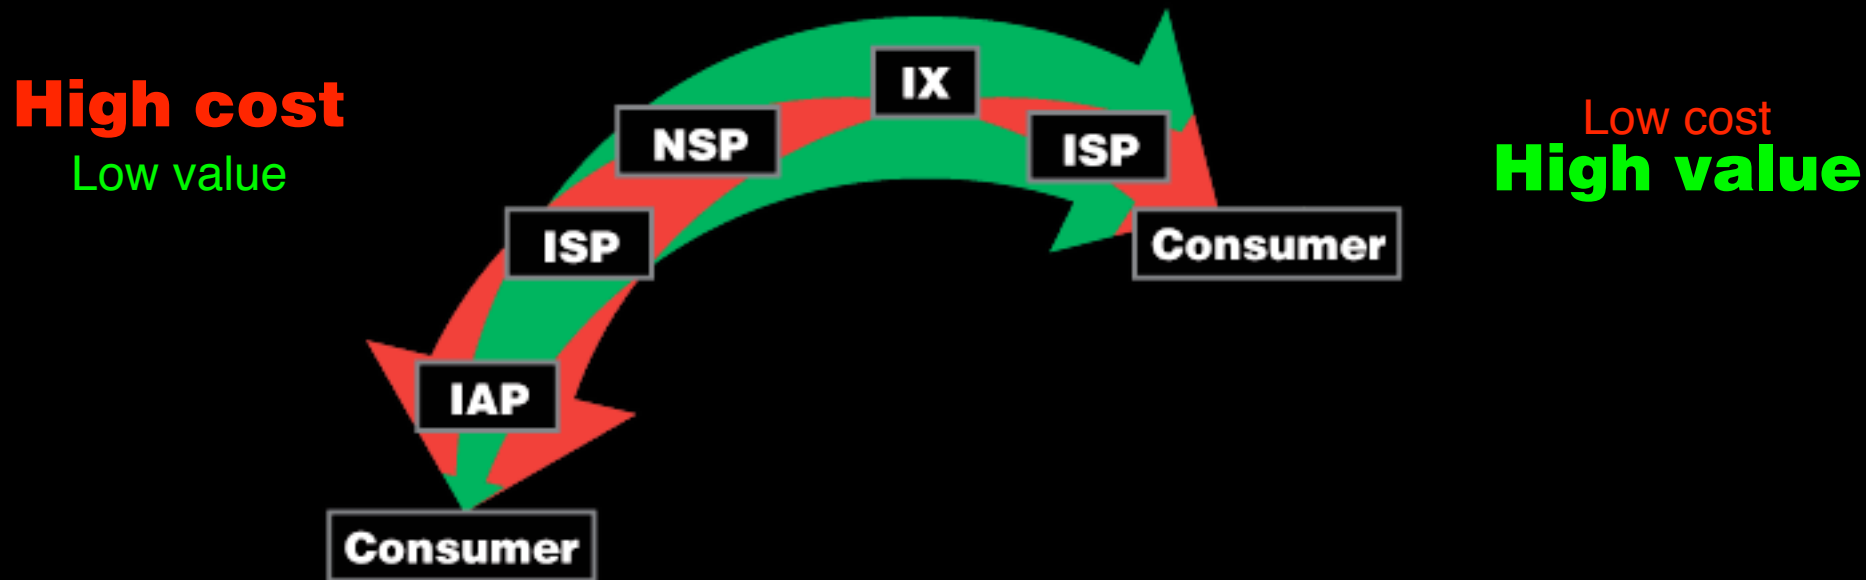 High cost
Low value
IX
NSP
ISP
ISP
IAP
Consumer
Consumer
Low cost
High value